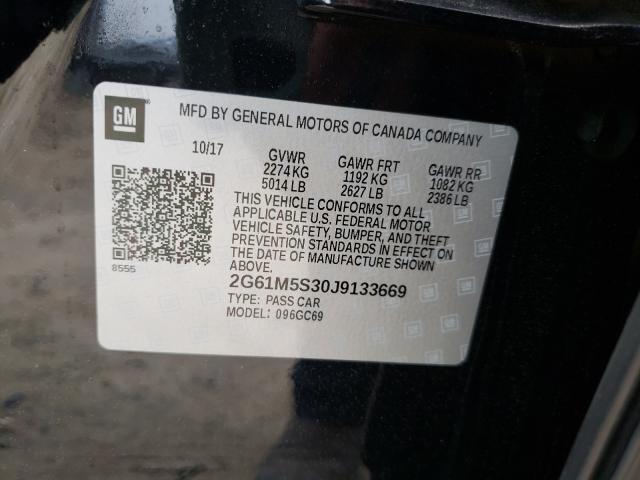 GM
MFD BY GENERAL MOTORS OF CANADA COMPANY
10/17 GVWR GAWR FRT GAWR RR
2274 KG 1192 KG 1082 KG
5014 LB 2627 LB 2386 LB
THIS VEHICLE CONFORMS TO ALL
APPLICABLE U.S. FEDERAL MOTOR
VEHICLE SAFETY, BUMPER, AND THEFT
PREVENTION STANDARDS IN EFFECT ON
THE DATE OF MANUFACTURE SHOWN
ABOVE.
8555
2G61M5S30J9133669
TYPE: PASS CAR
MODEL: 096GC69